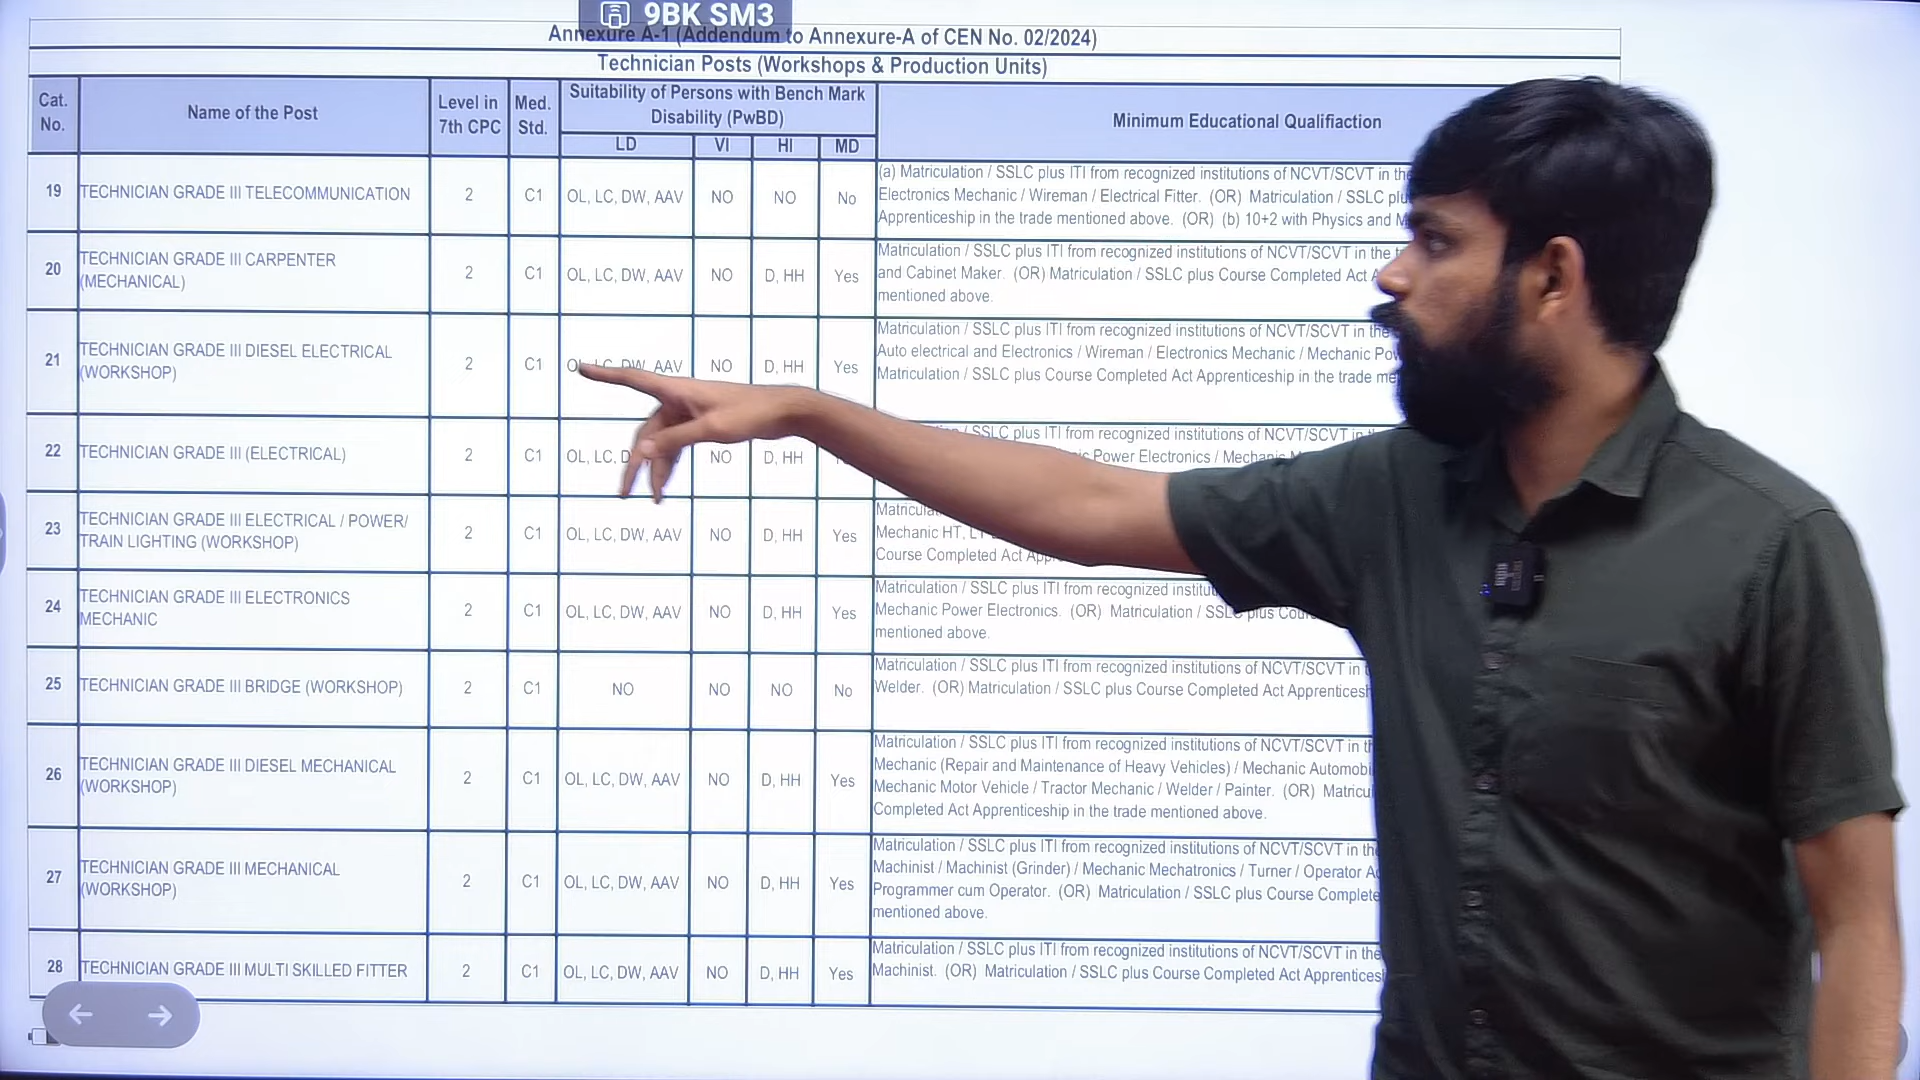 9BK SM3
Annexure A-1 (Addendum to Annexure-A of CEN No. 02/2024)
Technician Posts (Workshops & Production Units)
Cat. No.
Name of the Post
Level in 7th CPC
Med. Std.
Suitability of Persons with Bench Mark
Disability (PwBD)
LD VI HI MD
Minimum Educational Qualifiaction
19 TECHNICIAN GRADE III TELECOMMUNICATION 2 C1 OL, LC, DW, AAV NO NO No
(a) Matriculation / SSLC plus ITI from recognized institutions of NCVT/SCVT in the
Electronics Mechanic / Wireman / Electrical Fitter. (OR) Matriculation / SSLC
Apprenticeship in the trade mentioned above. (OR) (b) 10+2 with Physics and
20 TECHNICIAN GRADE III CARPENTER
(MECHANICAL) 2 C1 OL, LC, DW, AAV NO D, HH Yes
Matriculation / SSLC plus ITI from recognized institutions of NCVT/SCVT in the
and Cabinet Maker. (OR) Matriculation / SSLC plus Course Completed Act
mentioned above.
21 TECHNICIAN GRADE III DIESEL ELECTRICAL
(WORKSHOP) 2 C1 LC, DW, AAV NO D, HH Yes
Matriculation / SSLC plus ITI from recognized institutions of NCVT/SCVT in the
Auto electrical and Electronics / Wireman / Electronics Mechanic / Mechanic
Matriculation / SSLC plus Course Completed Act Apprenticeship in the trade
22 TECHNICIAN GRADE III (ELECTRICAL) 2 C1 OL, LC, NO D, HH
SSLC plus ITI from recognized institutions of NCVT/SCVT in
Power Electronics / Mechanic
23 TECHNICIAN GRADE III ELECTRICAL / POWER/
TRAIN LIGHTING (WORKSHOP) 2 C1 OL, LC, DW, AAV NO D, HH Yes
Mechanic HT,
Course Completed Act
24 TECHNICIAN GRADE III ELECTRONICS
MECHANIC 2 C1 OL, LC, DW, AAV NO D, HH Yes
Matriculation / SSLC plus ITI from recognized
Mechanic Power Electronics. (OR) Matriculation / SSLC plus
mentioned above.
25 TECHNICIAN GRADE III BRIDGE (WORKSHOP) 2 C1 NO NO NO No
Matriculation / SSLC plus ITI from recognized institutions of NCVT/SCVT in
Welder. (OR) Matriculation / SSLC plus Course Completed Act
26 TECHNICIAN GRADE III DIESEL MECHANICAL
(WORKSHOP) 2 C1 OL, LC, DW, AAV NO D, HH Yes
Matriculation / SSLC plus ITI from recognized institutions of NCVT/SCVT in
Mechanic (Repair and Maintenance of Heavy Vehicles) / Mechanic
Mechanic Motor Vehicle / Tractor Mechanic / Welder / Painter. (OR)
Completed Act Apprenticeship in the trade mentioned above.
27 TECHNICIAN GRADE III MECHANICAL
(WORKSHOP) 2 C1 OL, LC, DW, AAV NO D, HH Yes
Matriculation / SSLC plus ITI from recognized institutions of NCVT/SCVT in the
Machinist / Machinist (Grinder) / Mechanic Mechatronics / Turner / Operator
Programmer cum Operator. (OR) Matriculation / SSLC plus Course
mentioned above.
28 TECHNICIAN GRADE III MULTI SKILLED FITTER 2 C1 OL, LC, DW, AAV NO D, HH Yes
Matriculation / SSLC plus ITI from recognized institutions of NCVT/SCVT in the
Machinist. (OR) Matriculation / SSLC plus Course Completed Act